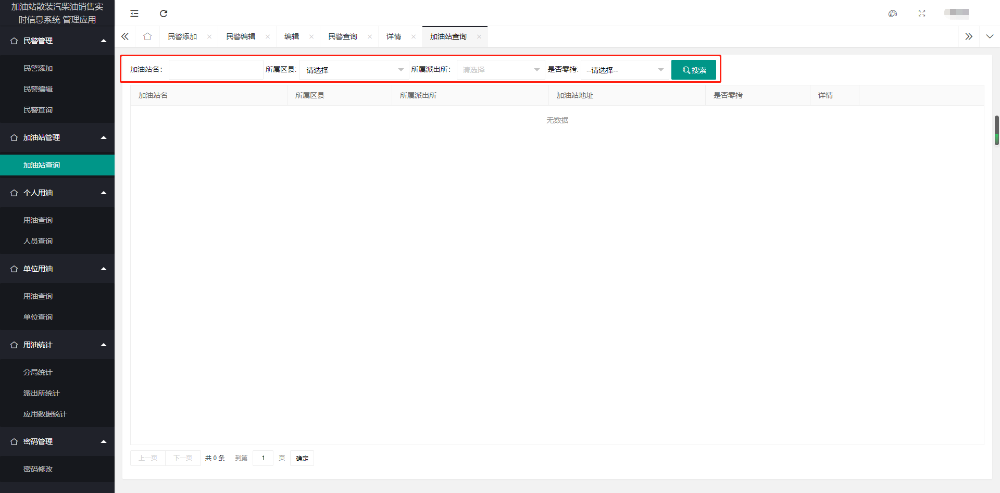 加油站散装汽柴油销售实
时信息系统 管理应用
民警管理
民警添加
民警编辑
民警查询
加油站管理
加油站查询
个人用油
用油查询
人员查询
单位用油
用油查询
单位查询
用油统计
分局统计
派出所统计
应用数据统计
密码管理
密码修改
民警添加 民警编辑 编辑 民警查询 详情 加油站查询
加油站名： 所属区县: 请选择 所属派出所： 请选择 是否零拷: --请选择-- 搜索
加油站名 所属区县 所属派出所 加油站地址 是否零拷 详情
无数据
上一页 下一页 共 0 条 到第 1 页 确定